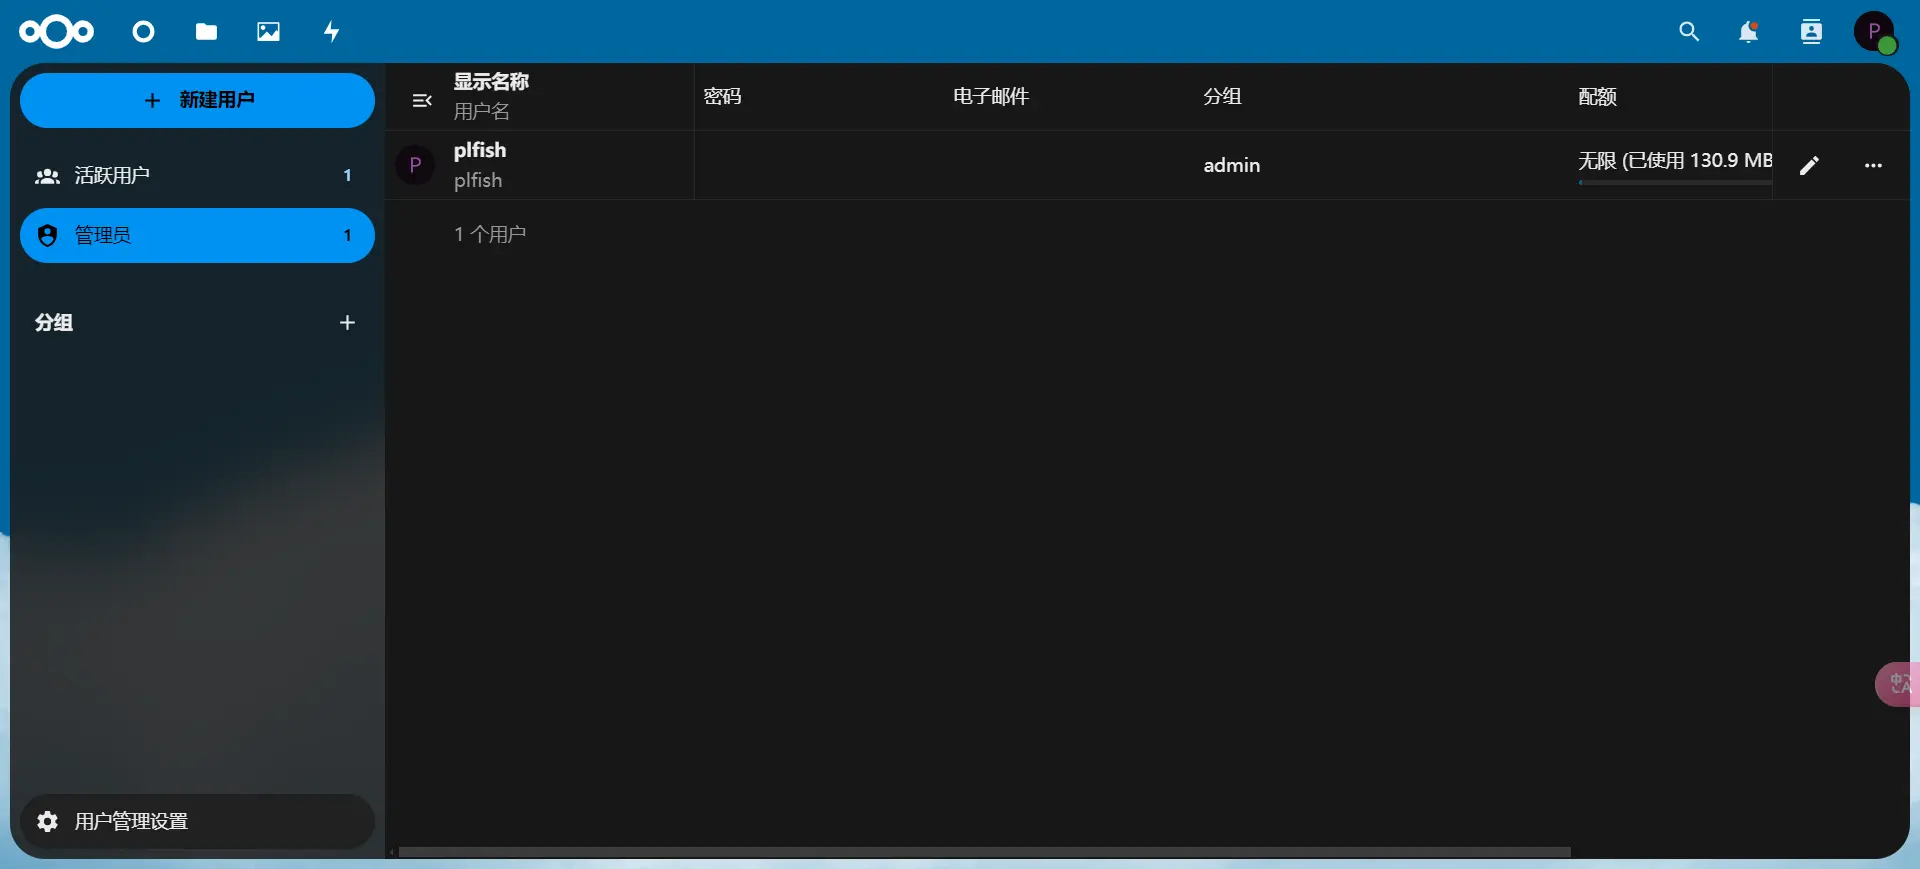 P
新建用户
活跃用户 1
管理员 1
分组
用户管理设置
显示名称
用户名
密码
电子邮件
分组
配额
P
plfish
plfish
admin
无限 (已使用 130.9 MB
1 个用户
中 A